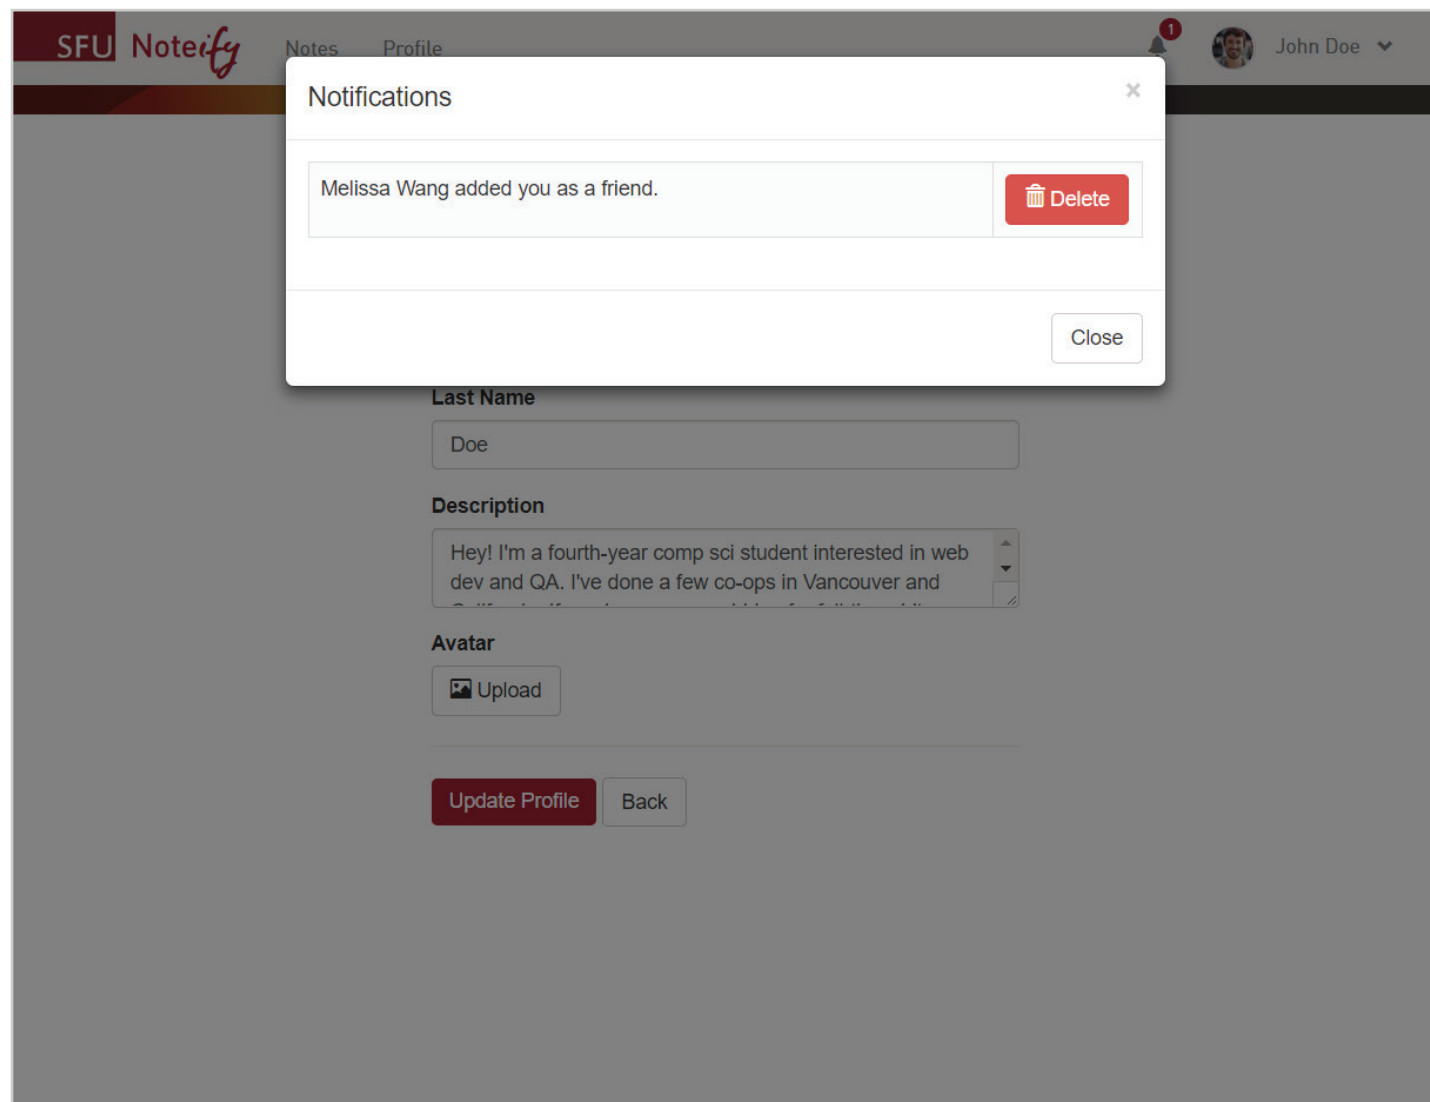 SFU Noteify Notes Profile 1 John Doe
Notifications ×
Melissa Wang added you as a friend. Delete
Close
Last Name
Doe
Description
Hey! I'm a fourth-year comp sci student interested in web
dev and QA. I've done a few co-ops in Vancouver and
Avatar
Upload
Update Profile Back